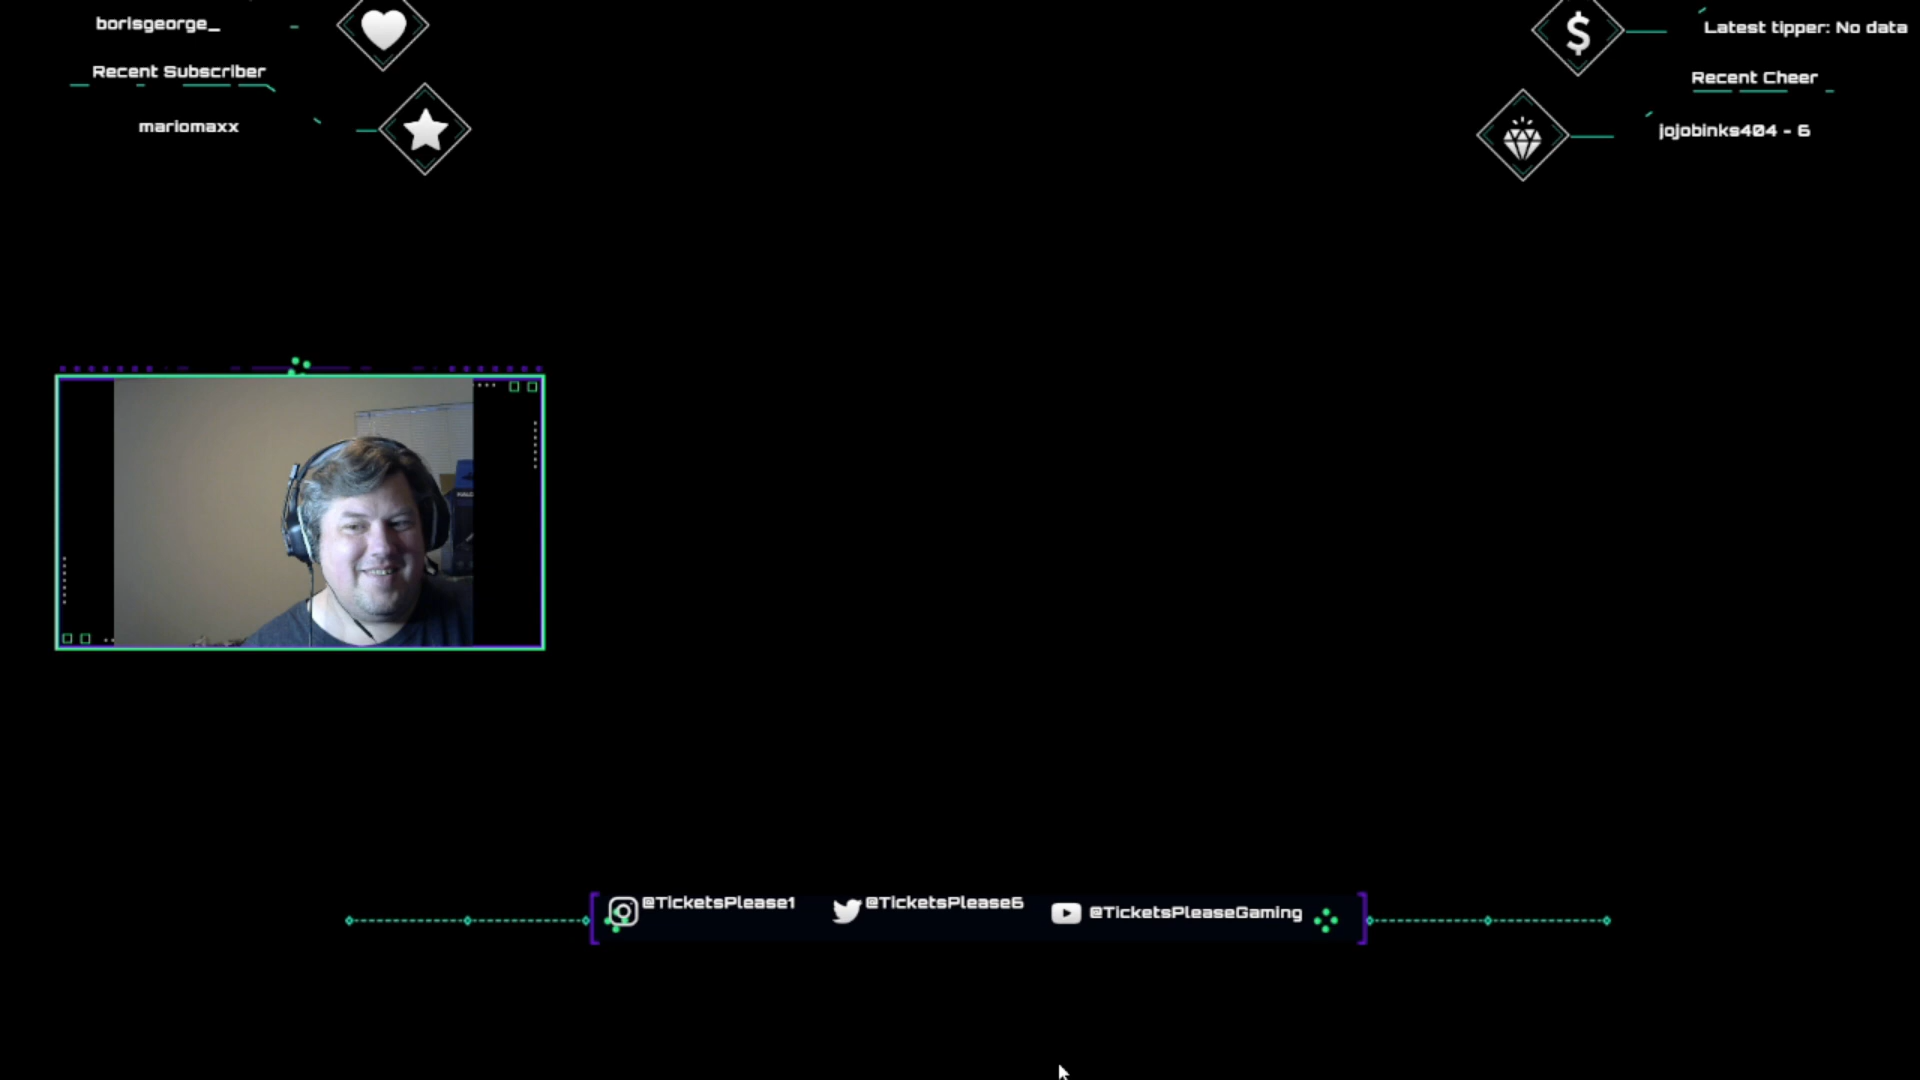 borisgeorge_
Recent Subscriber
mariomaxx
Latest tipper: No data
Recent Cheer
jojobinks404 - 6
@TicketsPlease1
@TicketsPlease6
@TicketsPleaseGaming